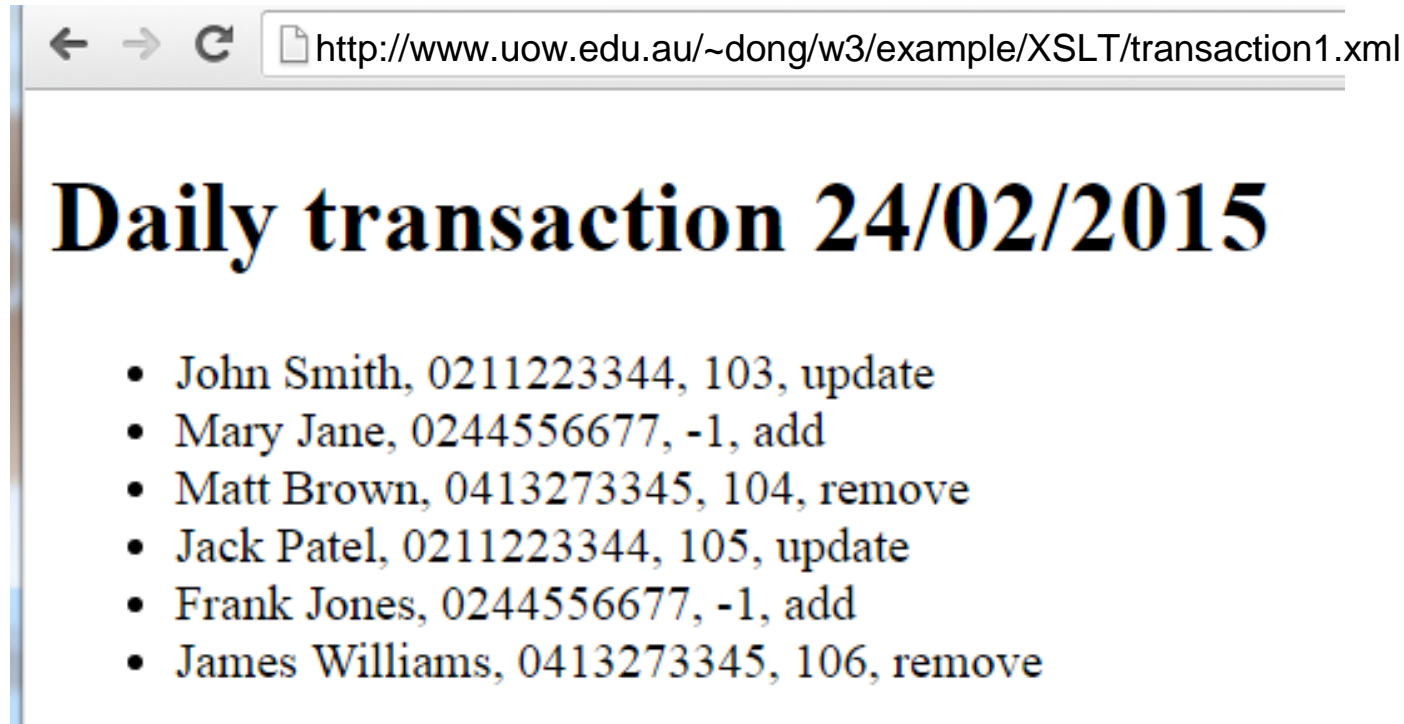 http://www.uow.edu.au/~dong/w3/example/XSLT/transaction1.xml
Daily transaction 24/02/2015
• John Smith, 0211223344, 103, update
• Mary Jane, 0244556677, -1, add
• Matt Brown, 0413273345, 104, remove
• Jack Patel, 0211223344, 105, update
• Frank Jones, 0244556677, -1, add
• James Williams, 0413273345, 106, remove